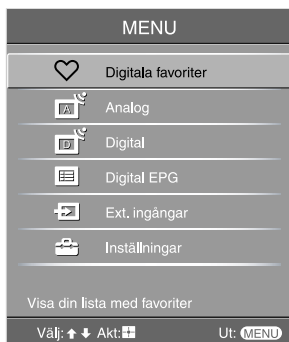 MENU
Digitala favoriter
A Analog
D Digital
Digital EPG
Ext. ingångar
Inställningar
Visa din lista med favoriter
Välj: Akt: Ut: MENU